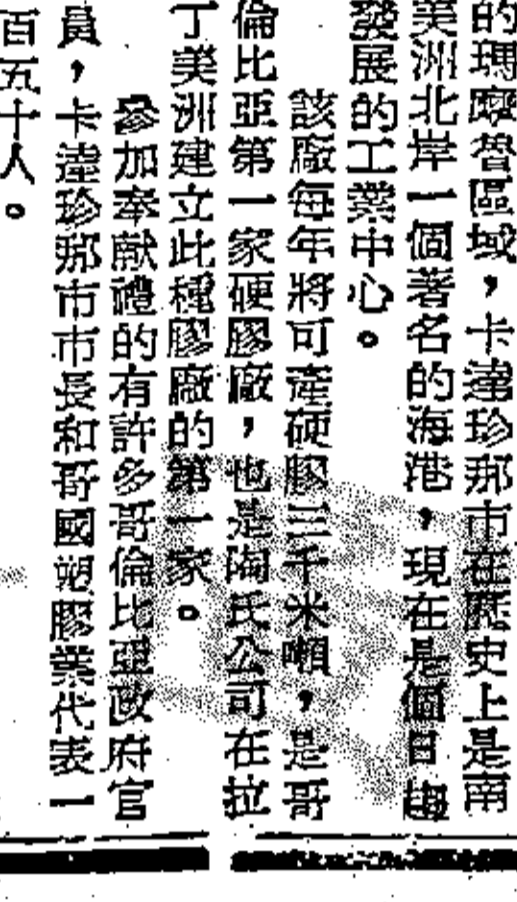 的瑪摩魯區域，卡達珍那市在歷史上是南
美洲北岸一個著名的海港，現在是個日趨
發展的工業中心。
該廠每年將可產硬膠三千米噸，是哥
倫比亞第一家硬膠廠，也是陶氏公司在拉
丁美洲建立此種膠廠的第一家。
參加奉獻禮的有許多哥倫比亞政府官
員，卡達珍那市市長和哥國塑膠業代表一
百五十人。